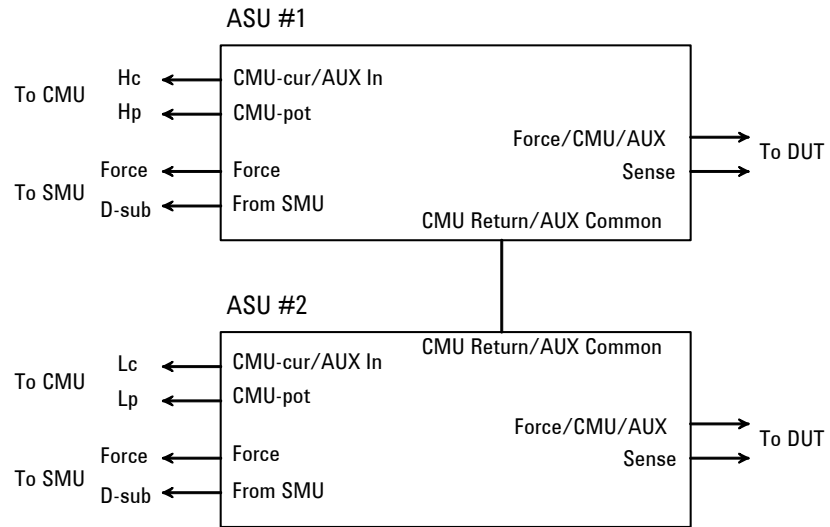 ASU #1
To CMU
Hc
CMU-cur/AUX In
Hp
CMU-pot
Force/CMU/AUX
To DUT
Sense
To SMU
Force
Force
D-sub
From SMU
CMU Return/AUX Common
ASU #2
CMU Return/AUX Common
To CMU
Lc
CMU-cur/AUX In
Lp
CMU-pot
Force/CMU/AUX
To DUT
Sense
To SMU
Force
Force
D-sub
From SMU